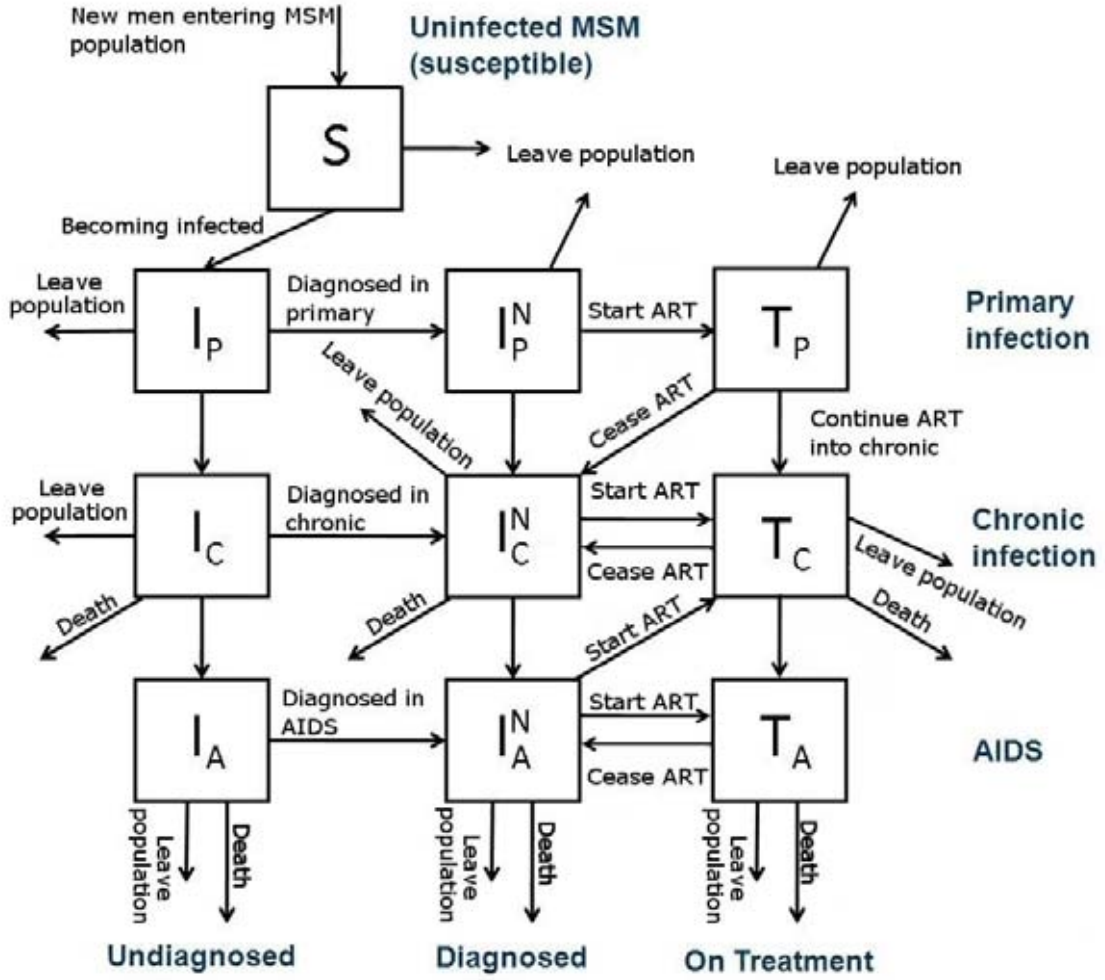 New men entering MSM
population
Uninfected MSM
(susceptible)
S
Leave population
Leave population
Becoming infected
Leave
population
I_P
Diagnosed in
primary
I_P^N
Start ART
T_P
Primary
infection
Leave population
Cease ART
Continue ART
into chronic
Leave
population
I_C
Diagnosed in
chronic
I_C^N
Start ART
Cease ART
T_C
Chronic
infection
Leave population
Death
Death
Death
Start ART
I_A
Diagnosed in
AIDS
I_A^N
Start ART
Cease ART
T_A
AIDS
Leave
population
Death
Leave
population
Death
Leave
population
Death
Undiagnosed
Diagnosed
On Treatment